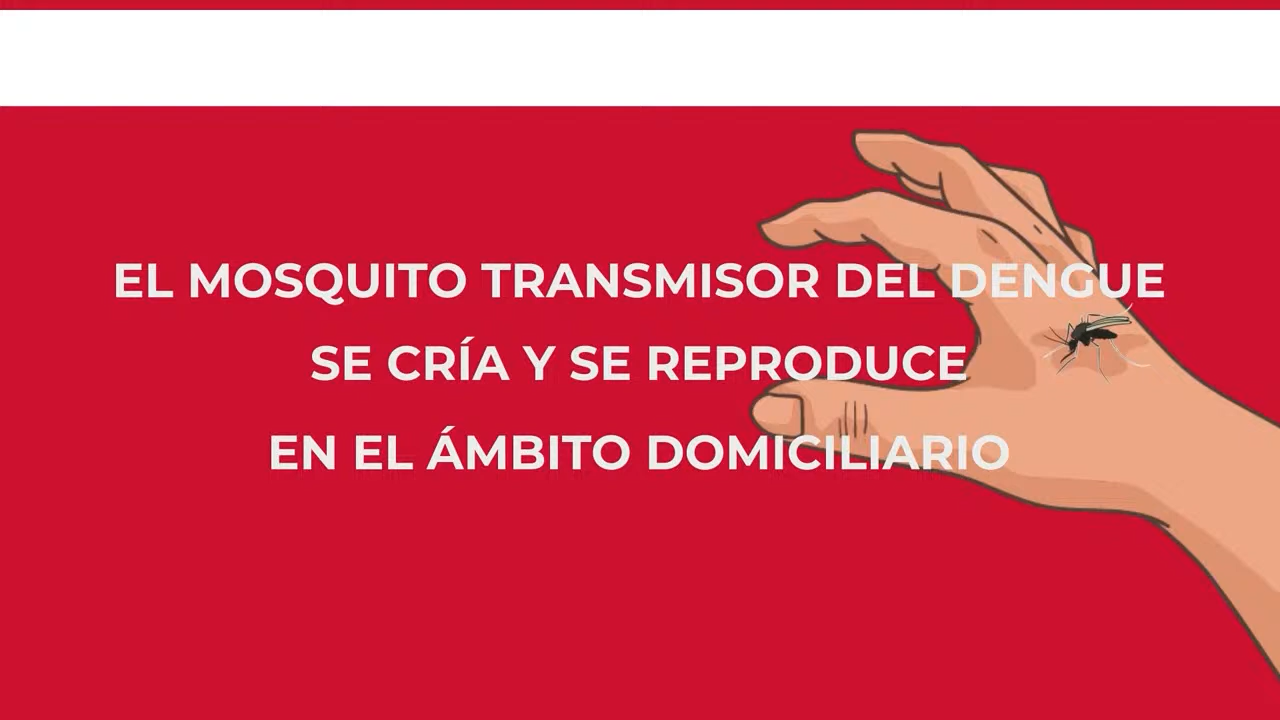 EL MOSQUITO TRANSMISOR DEL DENGUE
SE CRÍA Y SE REPRODUCE
EN EL ÁMBITO DOMICILIARIO